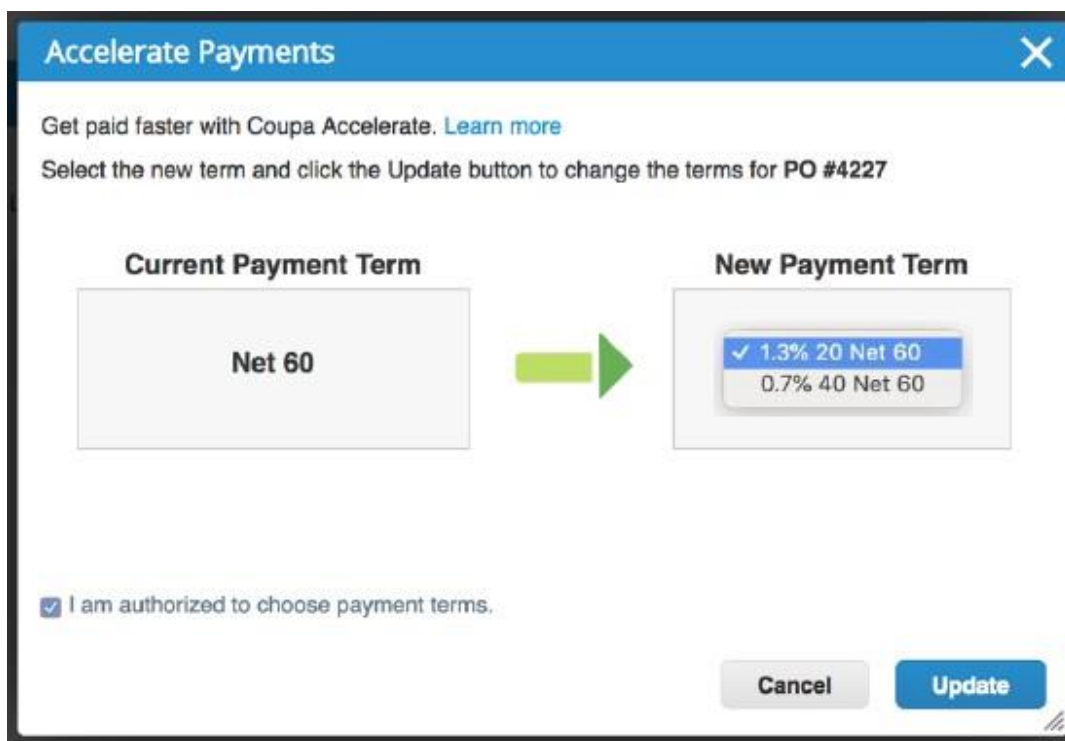 Accelerate Payments
Get paid faster with Coupa Accelerate. Learn more
Select the new term and click the Update button to change the terms for PO #4227
Current Payment Term
New Payment Term
Net 60
✓ 1.3% 20 Net 60
0.7% 40 Net 60
I am authorized to choose payment terms.
Cancel
Update